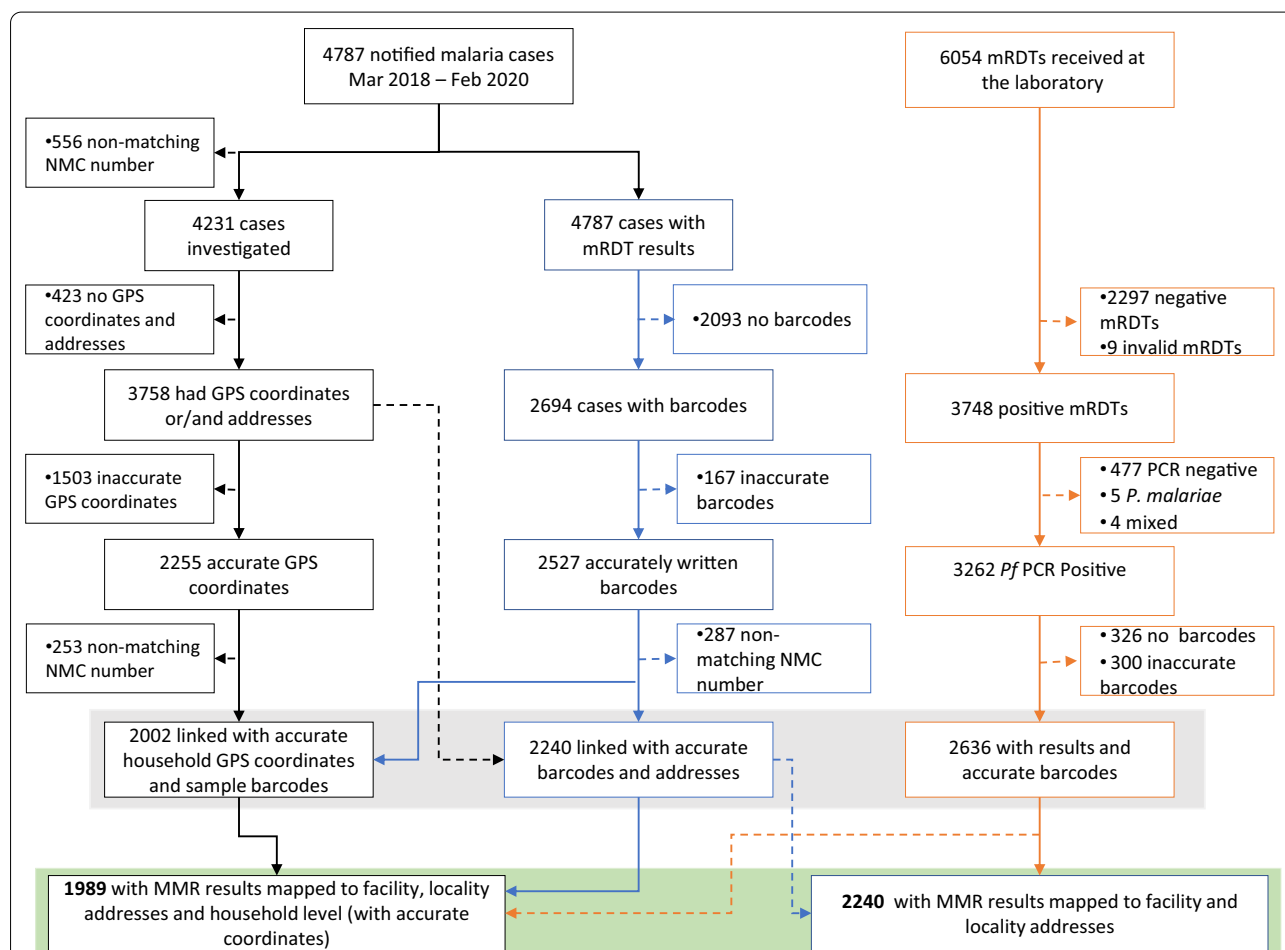 4787 notified malaria cases
Mar 2018 – Feb 2020
6054 mRDTs received at
the laboratory
•556 non-matching
NMC number
4231 cases
investigated
4787 cases with
mRDT results
•423 no GPS
coordinates and
addresses
•2093 no barcodes
•2297 negative
mRDTs
•9 invalid mRDTs
3758 had GPS coordinates
or/and addresses
2694 cases with barcodes
3748 positive mRDTs
•1503 inaccurate
GPS coordinates
•167 inaccurate
barcodes
•477 PCR negative
•5 P. malariae
•4 mixed
2255 accurate GPS
coordinates
2527 accurately written
barcodes
3262 Pf PCR Positive
•253 non-matching
NMC number
•287 non-
matching NMC
number
•326 no barcodes
•300 inaccurate
barcodes
2002 linked with accurate
household GPS coordinates
and sample barcodes
2240 linked with accurate
barcodes and addresses
2636 with results and
accurate barcodes
1989 with MMR results mapped to facility, locality
addresses and household level (with accurate
coordinates)
2240 with MMR results mapped to facility and
locality addresses